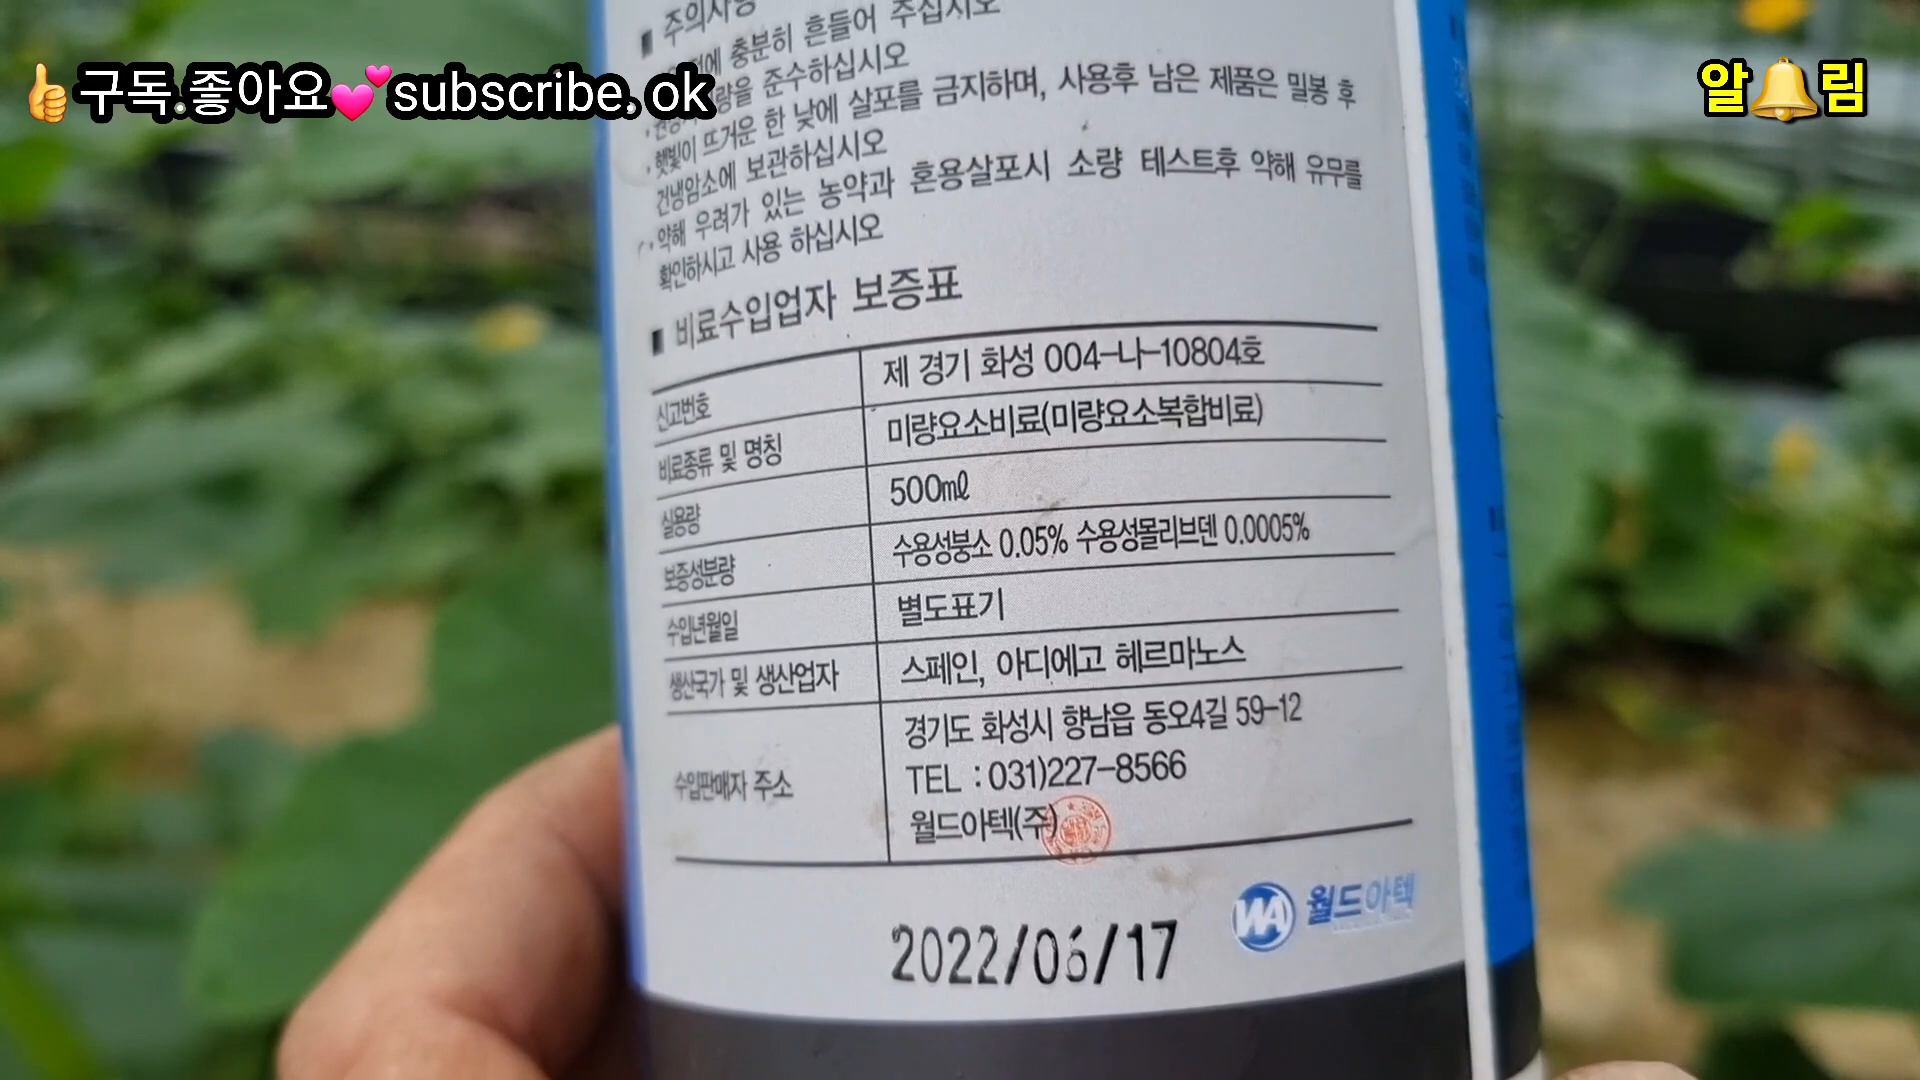 👍구독.좋아요💕subscribe. ok
알🔔림
■ 주의사항
전에 충분히 흔들어 주십시오
량을 준수하십시오
햇빛이 뜨거운 한 낮에 살포를 금지하며, 사용후 남은 제품은 밀봉 후
건냉암소에 보관하십시오
약해 우려가 있는 농약과 혼용살포시 소량 테스트후 약해 유무를
확인하시고 사용 하십시오
■ 비료수입업자 보증표
신고번호 제 경기 화성 004-나-10804호
비료종류 및 명칭 미량요소비료(미량요소복합비료)
실용량 500㎖
보증성분량 수용성붕소 0.05% 수용성몰리브덴 0.0005%
수입년월일 별도표기
생산국가 및 생산업자 스페인, 아디에고 헤르마노스
수입판매자 주소 경기도 화성시 향남읍 동오4길 59-12
TEL : 031)227-8566
월드아텍(주)
WA 월드아텍
2022/06/17